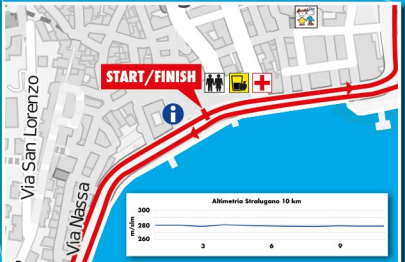 START/FINISH
i
Via San Lorenzo
Via Nassa
Altimetria Stralugano 10 km
m/slm
300
280
260
3
6
9